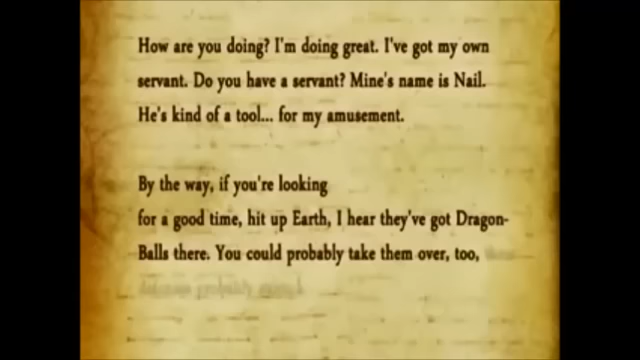 How are you doing? I'm doing great. I've got my own
servant. Do you have a servant? Mine's name is Nail.
He's kind of a tool... for my amusement.
By the way, if you're looking
for a good time, hit up Earth, I hear they've got Dragon-
Balls there. You could probably take them over, too,